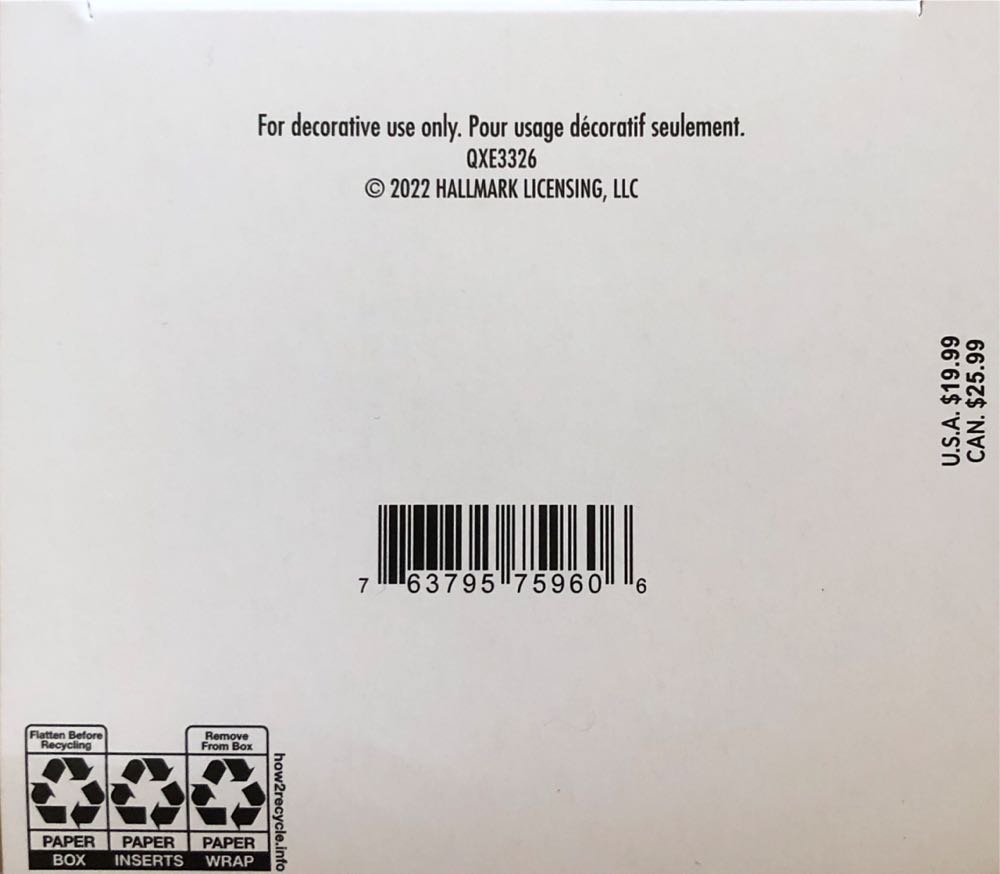 For decorative use only. Pour usage décoratif seulement.
QXE3326
© 2022 HALLMARK LICENSING, LLC
U.S.A. $19.99
CAN. $25.99
7 63795 75960 6
Flatten Before
Recycling
Remove
From Box
PAPER PAPER PAPER
BOX INSERTS WRAP
how2recycle.info